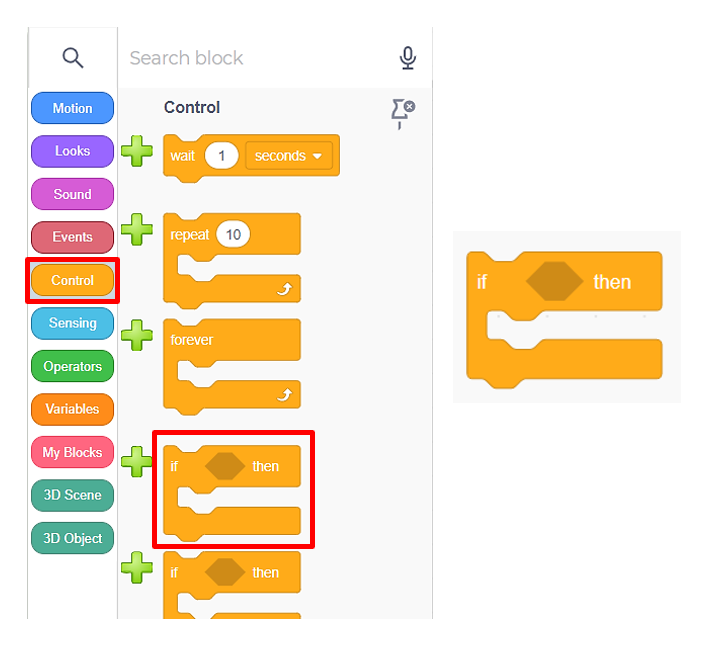 Search block
Motion
Looks
Sound
Events
Control
Sensing
Operators
Variables
My Blocks
3D Scene
3D Object
Control
wait 1 seconds
repeat 10
forever
if then
if then
if then